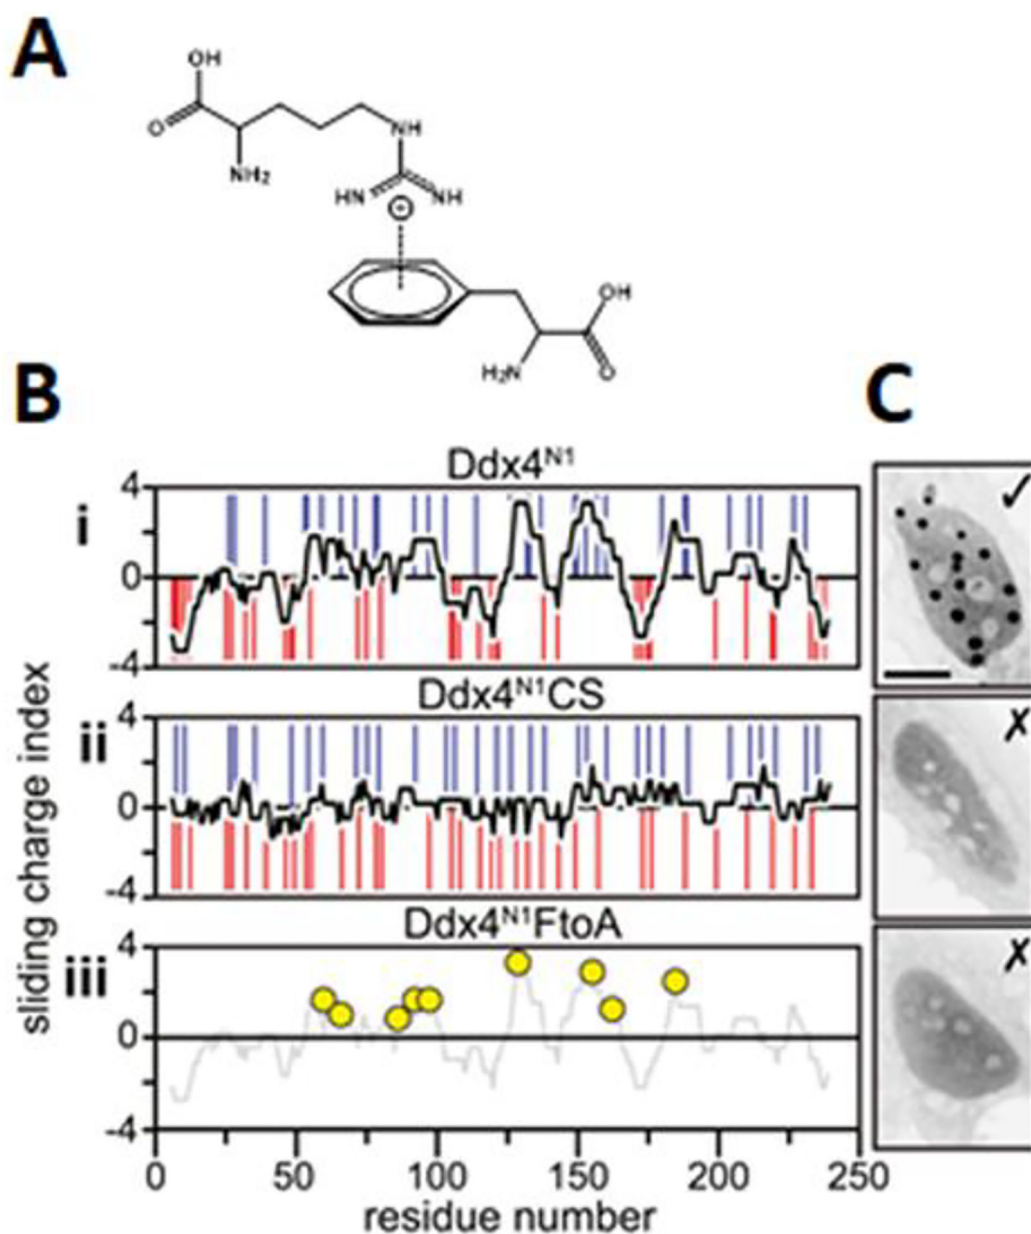 A
OH
O
NH
NH₂
HN
NH
+
OH
H₂N
O
B
C
Ddx4ᴺ¹
i
4
0
-4
✓
Ddx4ᴺ¹CS
ii
4
0
-4
✗
Ddx4ᴺ¹FtoA
iii
4
0
-4
✗
sliding charge index
0 50 100 150 200 250
residue number